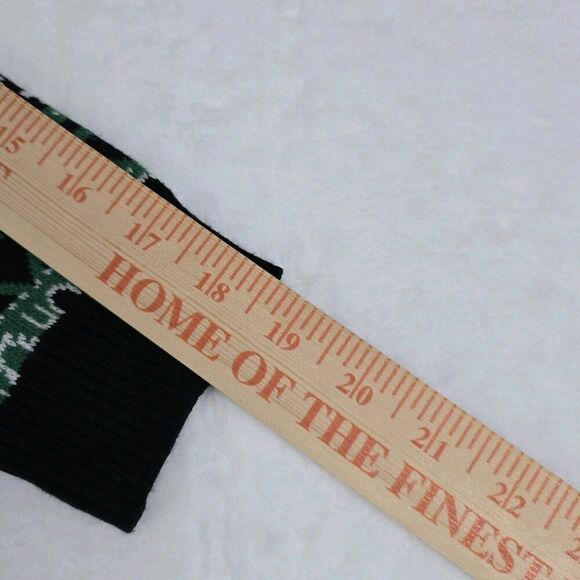 15 16 17 18 19 20 21 22
HOME OF THE FINEST